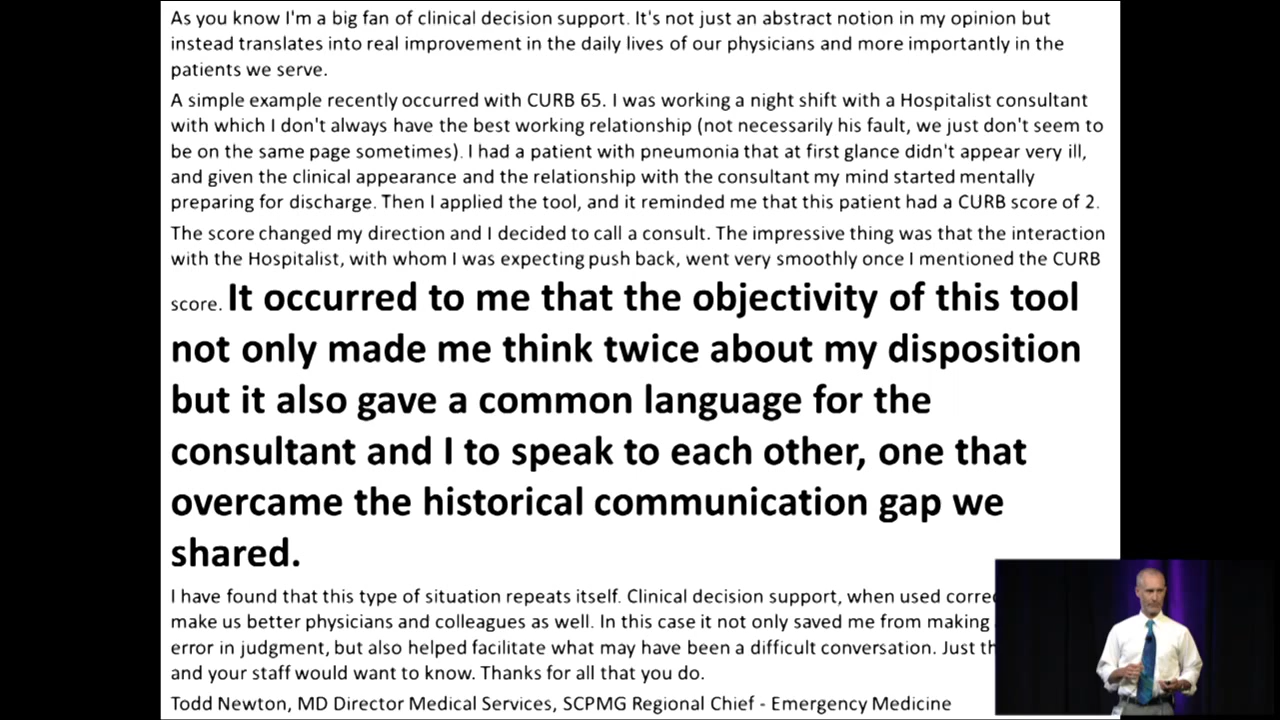 As you know I'm a big fan of clinical decision support. It's not just an abstract notion in my opinion but
instead translates into real improvement in the daily lives of our physicians and more importantly in the
patients we serve.
A simple example recently occurred with CURB 65. I was working a night shift with a Hospitalist consultant
with which I don't always have the best working relationship (not necessarily his fault, we just don't seem to
be on the same page sometimes). I had a patient with pneumonia that at first glance didn't appear very ill,
and given the clinical appearance and the relationship with the consultant my mind started mentally
preparing for discharge. Then I applied the tool, and it reminded me that this patient had a CURB score of 2.
The score changed my direction and I decided to call a consult. The impressive thing was that the interaction
with the Hospitalist, with whom I was expecting push back, went very smoothly once I mentioned the CURB
score. It occurred to me that the objectivity of this tool
not only made me think twice about my disposition
but it also gave a common language for the
consultant and I to speak to each other, one that
overcame the historical communication gap we
shared.
I have found that this type of situation repeats itself. Clinical decision support, when used
make us better physicians and colleagues as well. In this case it not only saved me from making
error in judgment, but also helped facilitate what may have been a difficult conversation. Just
and your staff would want to know. Thanks for all that you do.
Todd Newton, MD Director Medical Services, SCPMG Regional Chief - Emergency Medicine